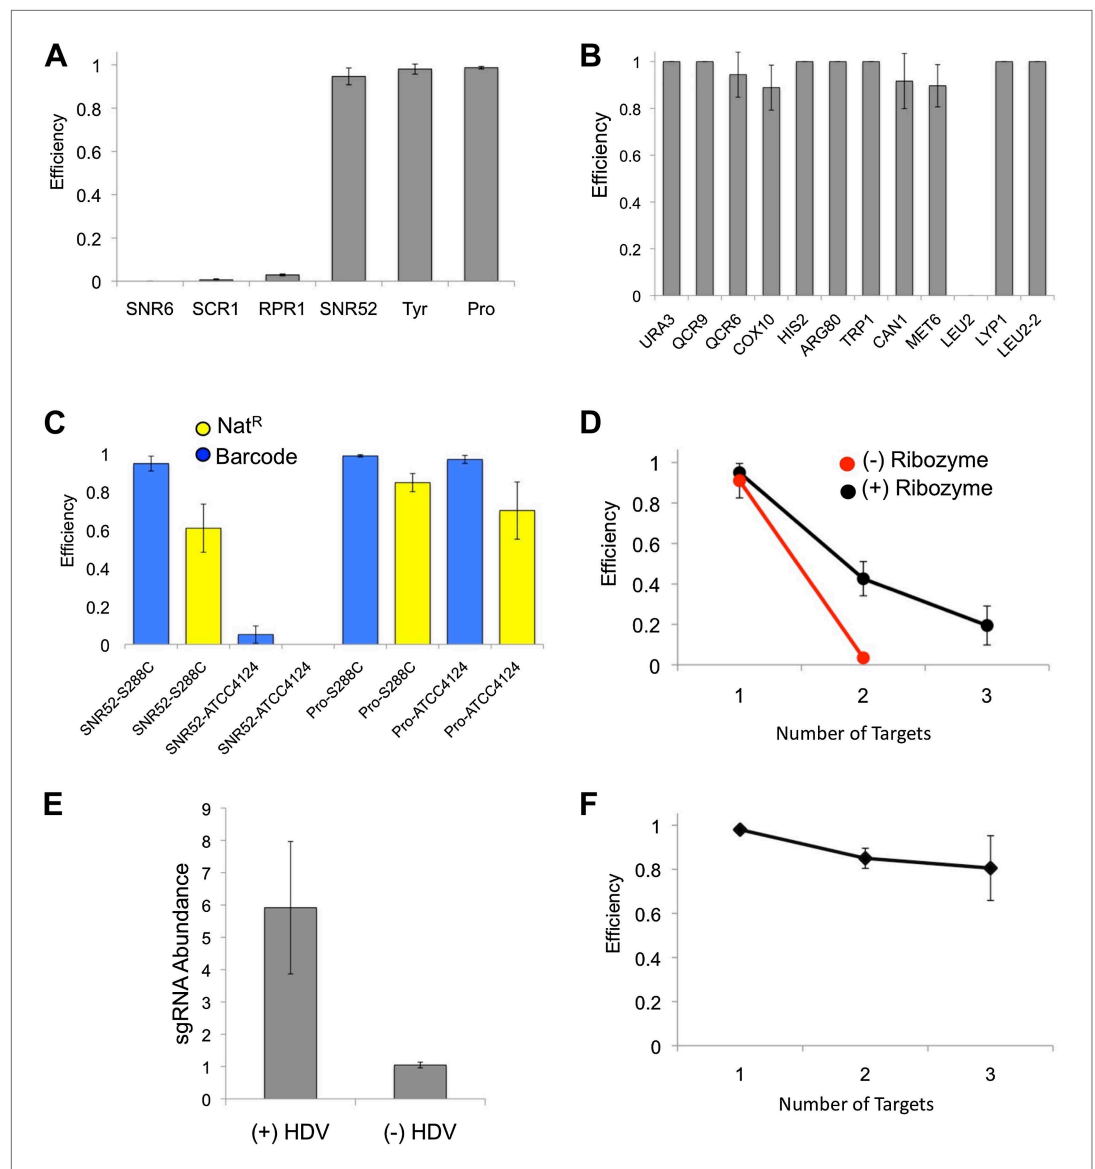 A
Efficiency
1
0.8
0.6
0.4
0.2
0
SNR6 SCR1 RPR1 SNR52 Tyr Pro
B
Efficiency
1
0.8
0.6
0.4
0.2
0
URA3 QCR9 QCR6 COX10 HIS2 ARG80 TRP1 CAN1 MET6 LEU2 LYP1 LEU2-2
C
Nat^R
Barcode
Efficiency
1
0.8
0.6
0.4
0.2
0
SNR52-S288C SNR52-S288C SNR52-ATCC4124 SNR52-ATCC4124 Pro-S288C Pro-S288C Pro-ATCC4124 Pro-ATCC4124
D
(-) Ribozyme
(+) Ribozyme
Efficiency
1
0.8
0.6
0.4
0.2
0
1 2 3
Number of Targets
E
sgRNA Abundance
9
8
7
6
5
4
3
2
1
0
(+) HDV (-) HDV
F
Efficiency
1
0.8
0.6
0.4
0.2
0
1 2 3
Number of Targets